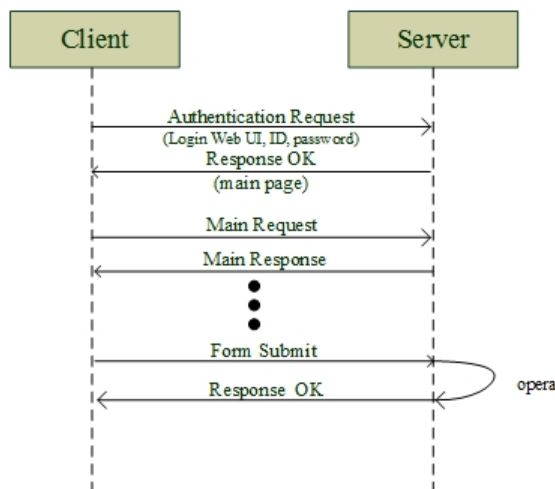 Client
Server
Authentication Request
(Login Web UI, ID, password)
Response OK
(main page)
Main Request
Main Response
Form Submit
Response OK
opera